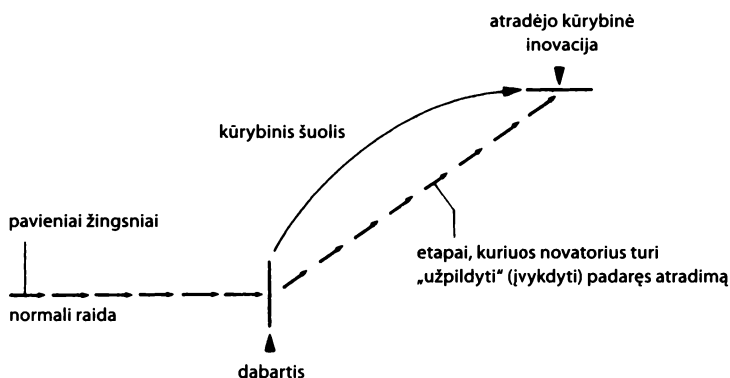 atradėjo kūrybinė
inovacija
kūrybinis šuolis
pavieniai žingsniai
etapai, kuriuos novatorius turi
„užpildyti“ (įvykdyti) padaręs atradimą
normali raida
dabartis